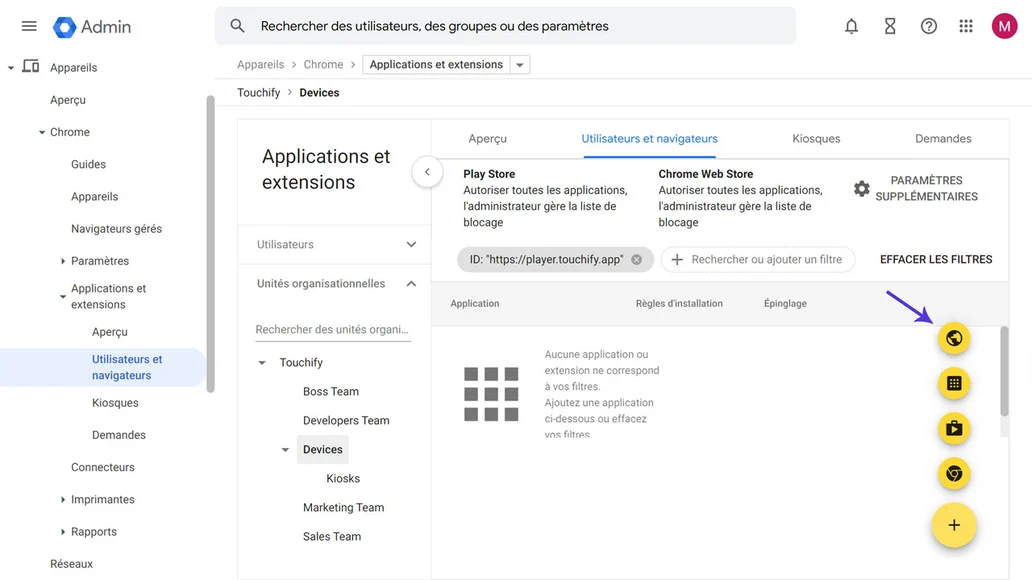 Admin
Rechercher des utilisateurs, des groupes ou des paramètres
M
Appareils
Aperçu
Chrome
Guides
Appareils
Navigateurs gérés
Paramètres
Applications et
extensions
Aperçu
Utilisateurs et
navigateurs
Kiosques
Demandes
Connecteurs
Imprimantes
Rapports
Réseaux
Appareils > Chrome > Applications et extensions
Touchify > Devices
Applications et
extensions
Utilisateurs
Unités organisationnelles
Rechercher des unités organi...
Touchify
Boss Team
Developers Team
Devices
Kiosks
Marketing Team
Sales Team
Aperçu
Utilisateurs et navigateurs
Kiosques
Demandes
Play Store
Autoriser toutes les applications,
l'administrateur gère la liste de
blocage
Chrome Web Store
Autoriser toutes les applications,
l'administrateur gère la liste de
blocage
PARAMÈTRES
SUPPLÉMENTAIRES
ID: "https://player.touchify.app"
Rechercher ou ajouter un filtre
EFFACER LES FILTRES
Application
Règles d'installation
Épinglage
Aucune application ou
extension ne correspond
à vos filtres.
Ajoutez une application
ci-dessous ou effacez
vos filtres.